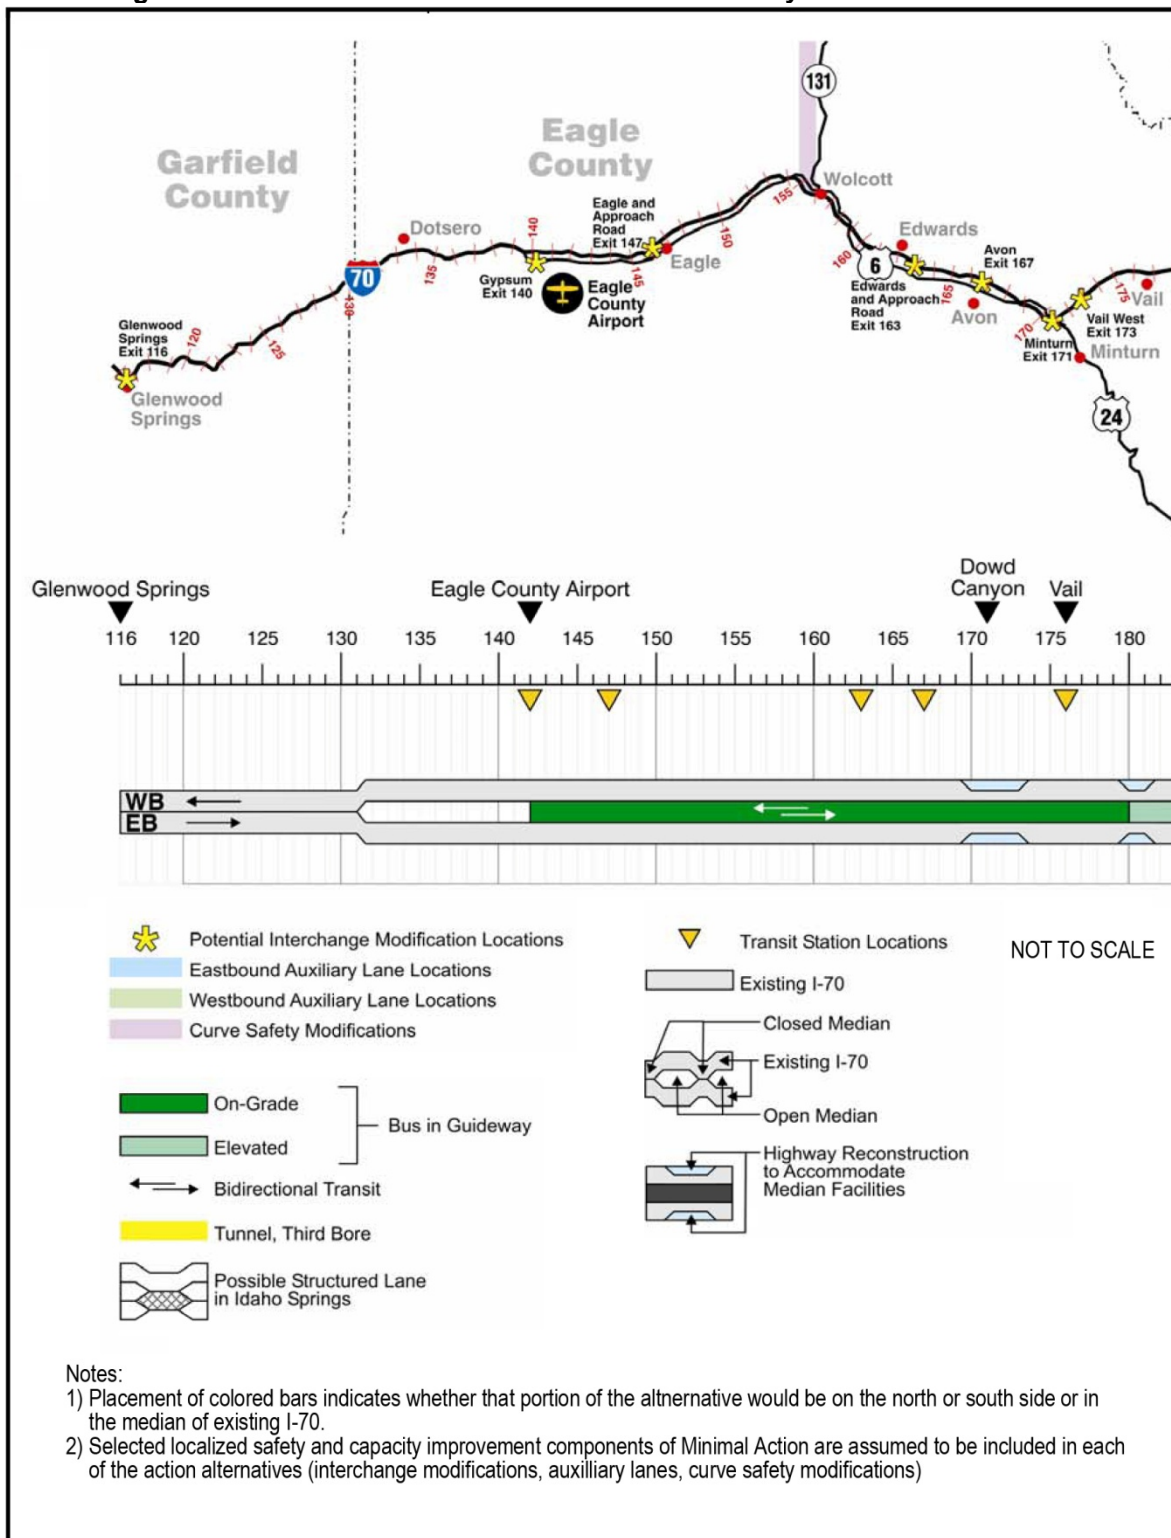 131
Garfield
County
Eagle
County
Wolcott
155
Eagle and
Approach
Road
Exit 147
Dotsero
140
150
Edwards
Avon
Exit 167
70
135
Gypsum
Exit 140
145
Eagle
Eagle
County
Airport
160
6
Edwards
and Approach
Road
Exit 163
165
Avon
175
Vail
Vail West
Exit 173
130
170
Minturn
Exit 171
Minturn
Glenwood
Springs
Exit 116
120
125
Glenwood
Springs
24
Glenwood Springs
Eagle County Airport
Dowd
Canyon
Vail
116 120 125 130 135 140 145 150 155 160 165 170 175 180
WB
EB
Potential Interchange Modification Locations
Eastbound Auxiliary Lane Locations
Westbound Auxiliary Lane Locations
Curve Safety Modifications
On-Grade
Elevated
Bus in Guideway
Bidirectional Transit
Tunnel, Third Bore
Possible Structured Lane
in Idaho Springs
Transit Station Locations
NOT TO SCALE
Existing I-70
Closed Median
Existing I-70
Open Median
Highway Reconstruction
to Accommodate
Median Facilities
Notes:
1) Placement of colored bars indicates whether that portion of the altnernative would be on the north or south side or in
the median of existing I-70.
2) Selected localized safety and capacity improvement components of Minimal Action are assumed to be included in each
of the action alternatives (interchange modifications, auxilliary lanes, curve safety modifications)